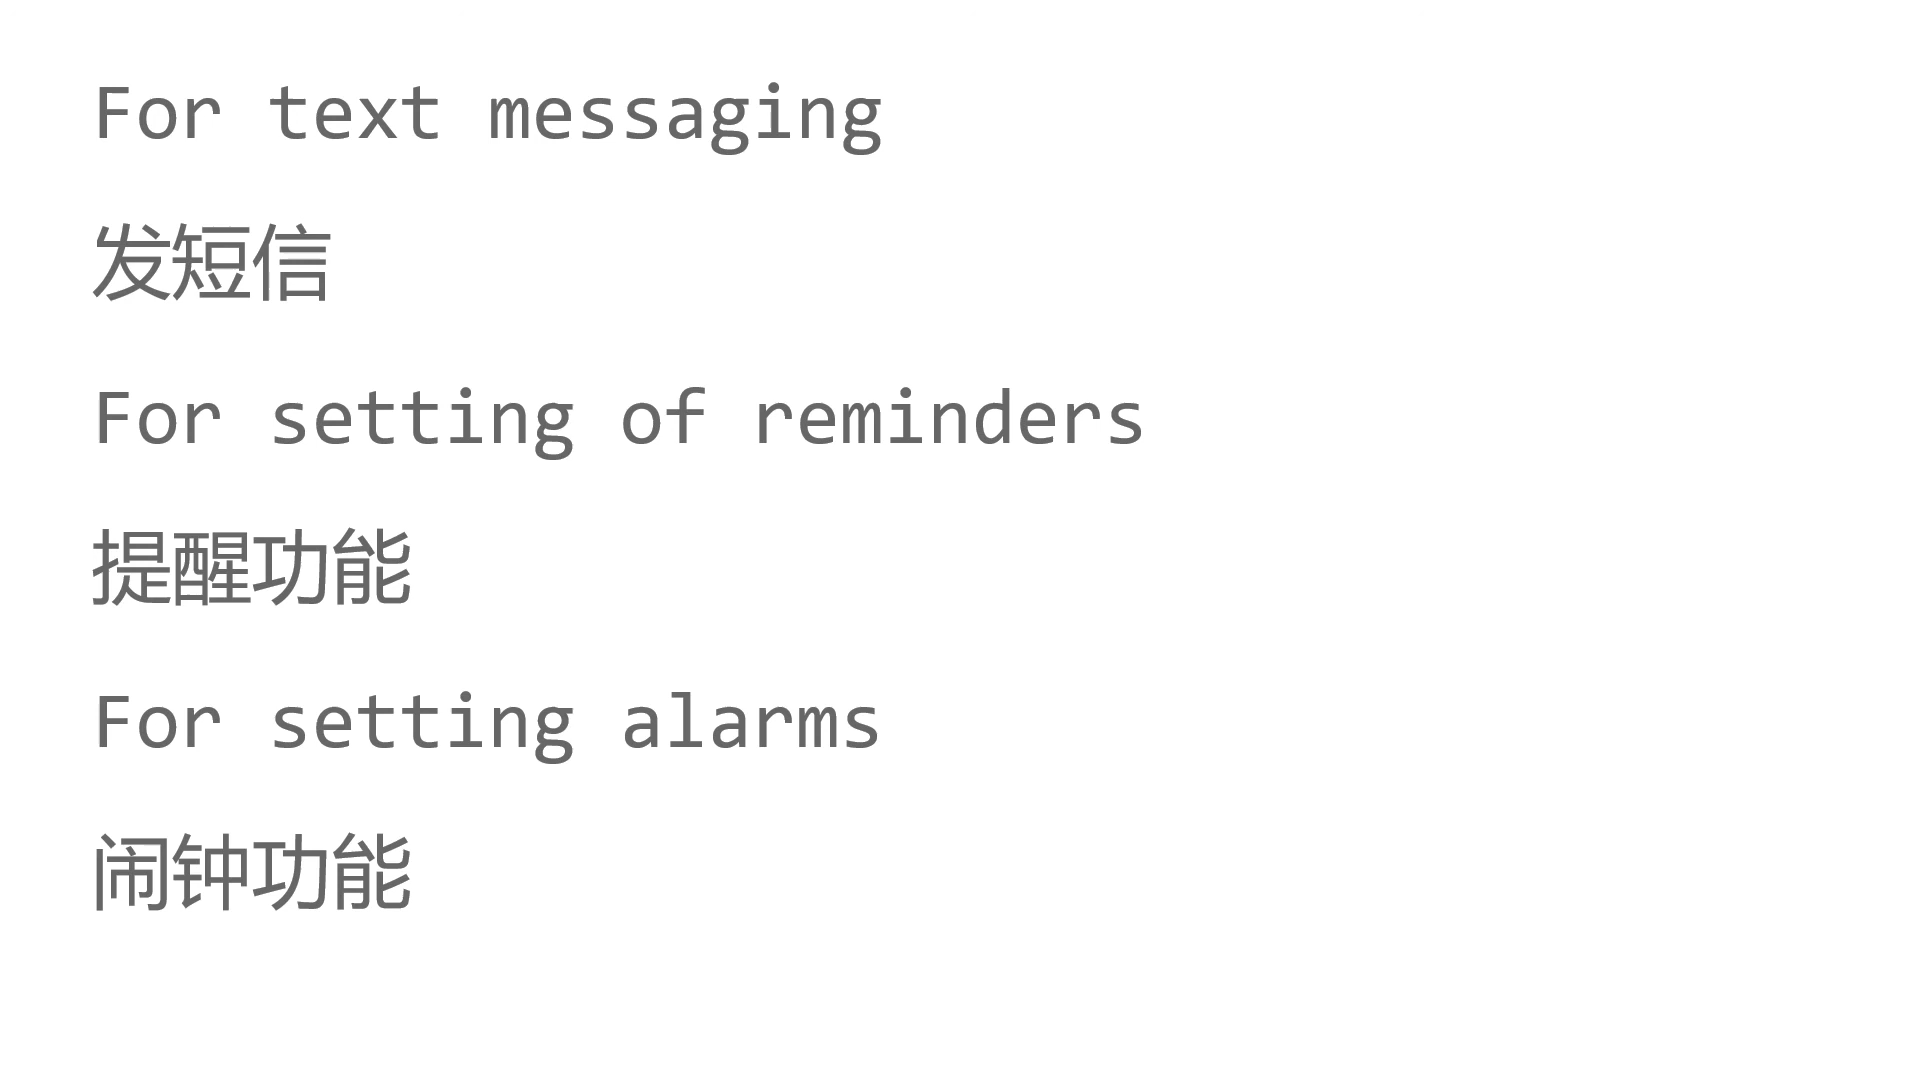 For text messaging
发短信
For setting of reminders
提醒功能
For setting alarms
闹钟功能